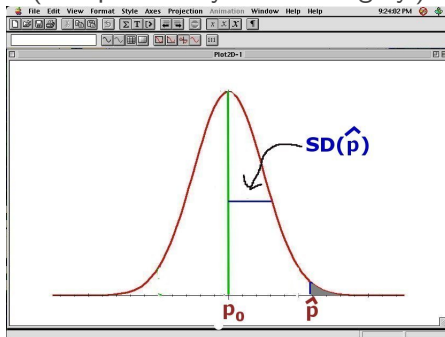 File Edit View Format Style Axes Projection Animation Window Help Help 9:24:02 PM
Plot2D-1
SD(p̂)
p₀ p̂